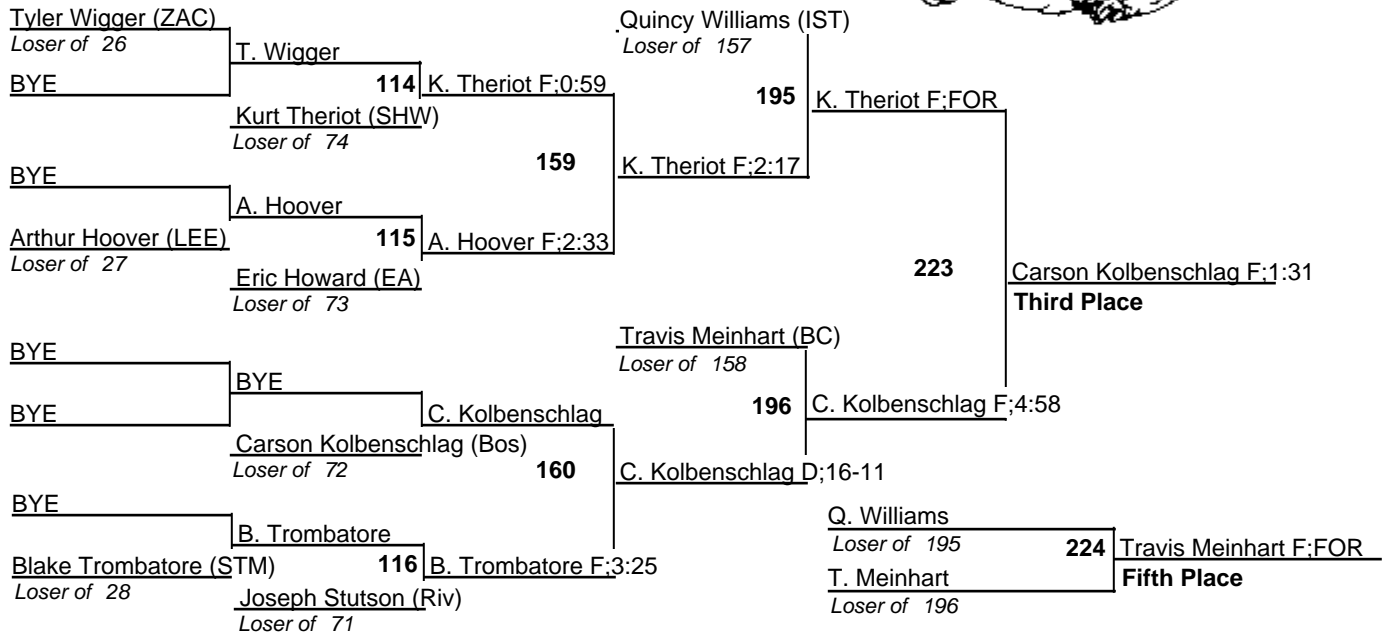 Tyler Wigger (ZAC)
Loser of 26
BYE
T. Wigger
114
Kurt Theriot (SHW)
Loser of 74
K. Theriot F;0:59
BYE
Arthur Hoover (LEE)
Loser of 27
A. Hoover
115
Eric Howard (EA)
Loser of 73
A. Hoover F;2:33
159
K. Theriot F;2:17
Quincy Williams (IST)
Loser of 157
195
K. Theriot F;FOR
BYE
BYE
BYE
Carson Kolbenschlag (Bos)
Loser of 72
C. Kolbenschlag
BYE
Blake Trombatore (STM)
Loser of 28
B. Trombatore
116
Joseph Stutson (Riv)
Loser of 71
B. Trombatore F;3:25
160
C. Kolbenschlag D;16-11
Travis Meinhart (BC)
Loser of 158
196
C. Kolbenschlag F;4:58
223
Carson Kolbenschlag F;1:31
Third Place
Q. Williams
Loser of 195
T. Meinhart
Loser of 196
224
Travis Meinhart F;FOR
Fifth Place